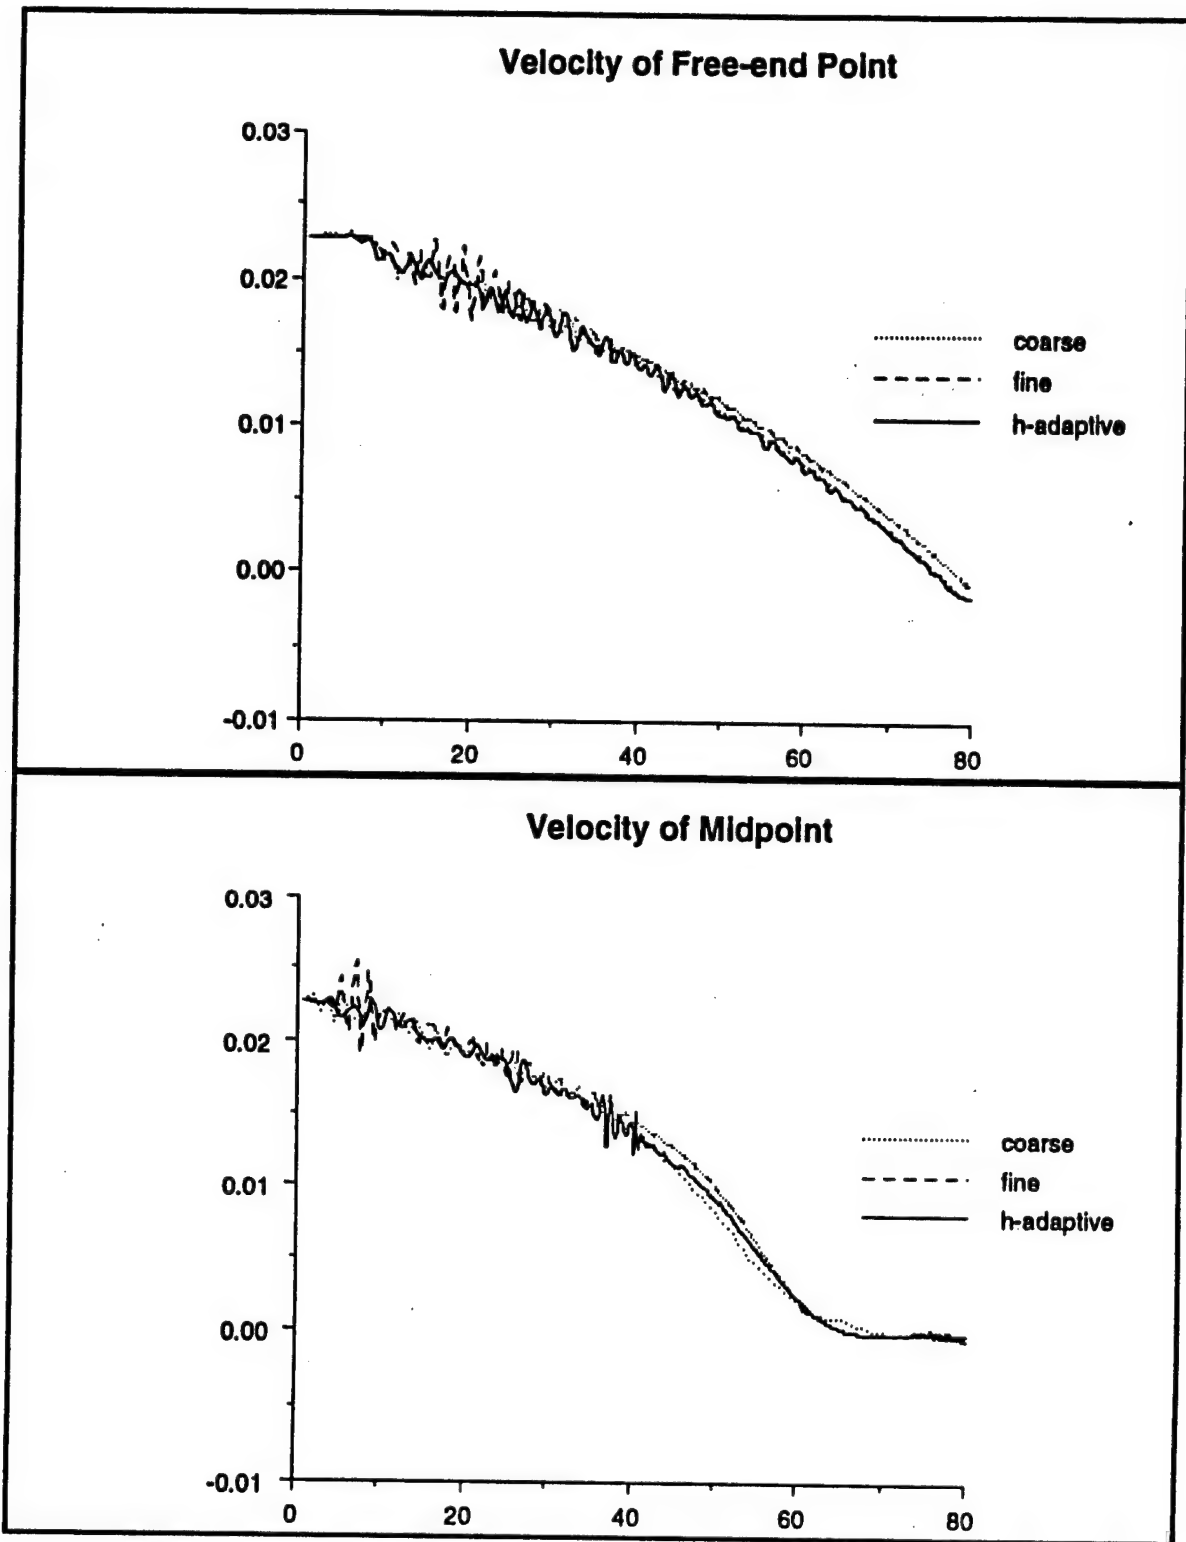 Velocity of Free-end Point
0.03
0.02
0.01
0.00
-0.01
0 20 40 60 80
coarse
fine
h-adaptive
Velocity of Midpoint
0.03
0.02
0.01
0.00
-0.01
0 20 40 60 80
coarse
fine
h-adaptive